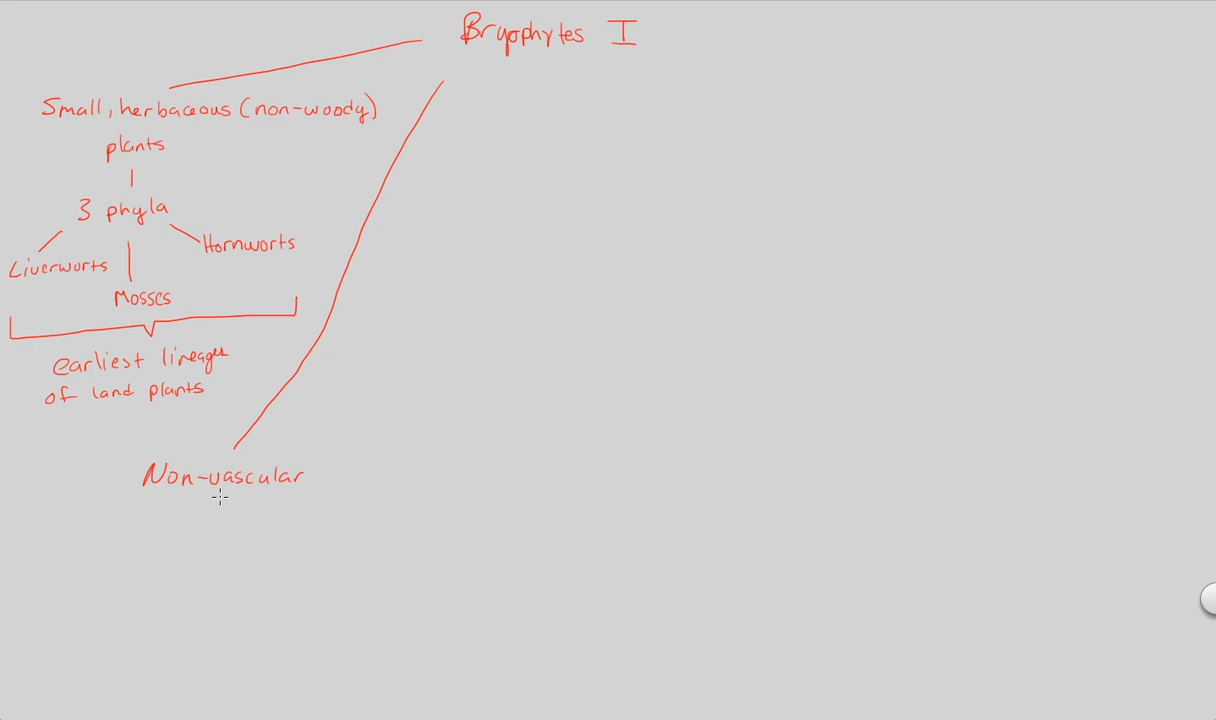 Bryophytes I
Small, herbaceous (non-woody)
plants
3 phyla
Hornworts
Liverworts
Mosses
earliest lineages
of land plants
Non-vascular